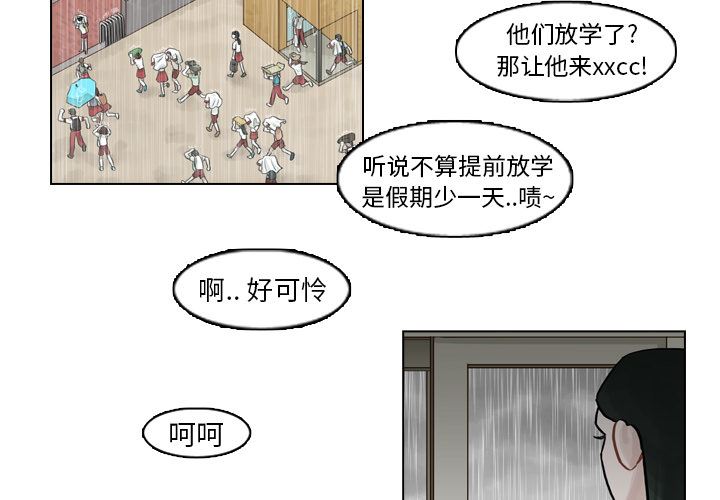 他们放学了?
那让他来xxcc!
听说不算提前放学
是假期少一天..啧~
啊.. 好可怜
呵呵